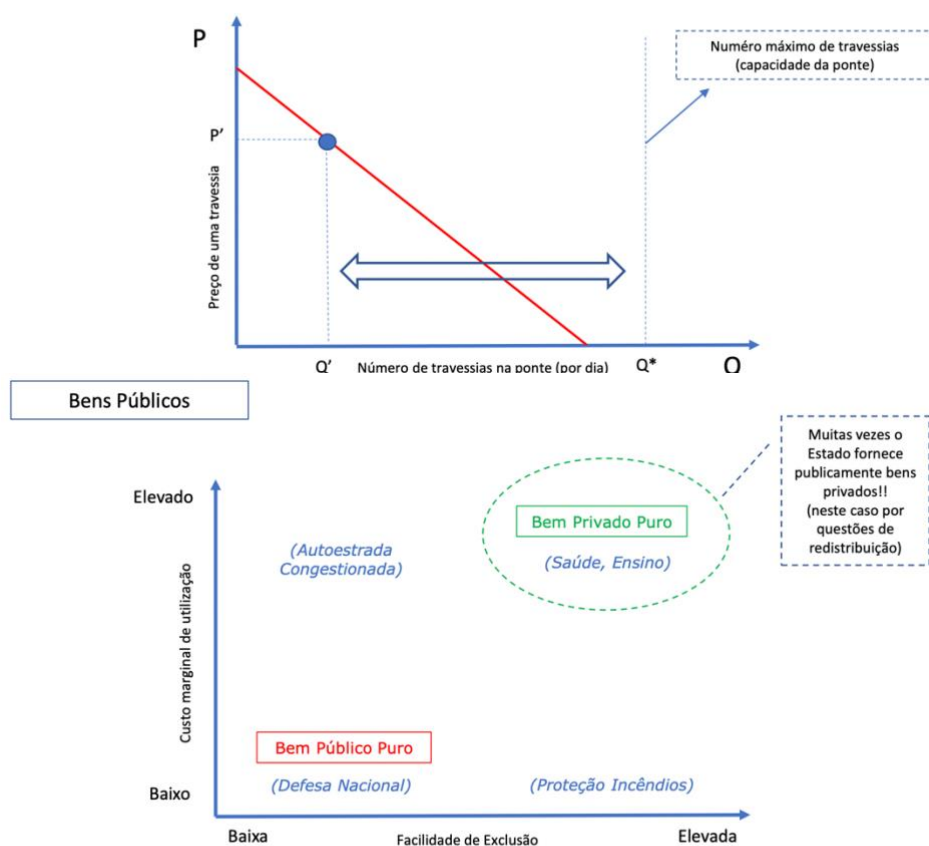 P
Numéro máximo de travessias
(capacidade da ponte)
P'
Preço de uma travessia
Q'
Número de travessias na ponte (por dia)
Q*
Q
Bens Públicos
Muitas vezes o
Estado fornece
publicamente bens
privados!!
(neste caso por
questões de
redistribuição)
Elevado
Bem Privado Puro
(Autoestrada
Congestionada)
(Saúde, Ensino)
Custo marginal de utilização
Bem Público Puro
(Defesa Nacional)
(Proteção Incêndios)
Baixo
Baixa
Facilidade de Exclusão
Elevada